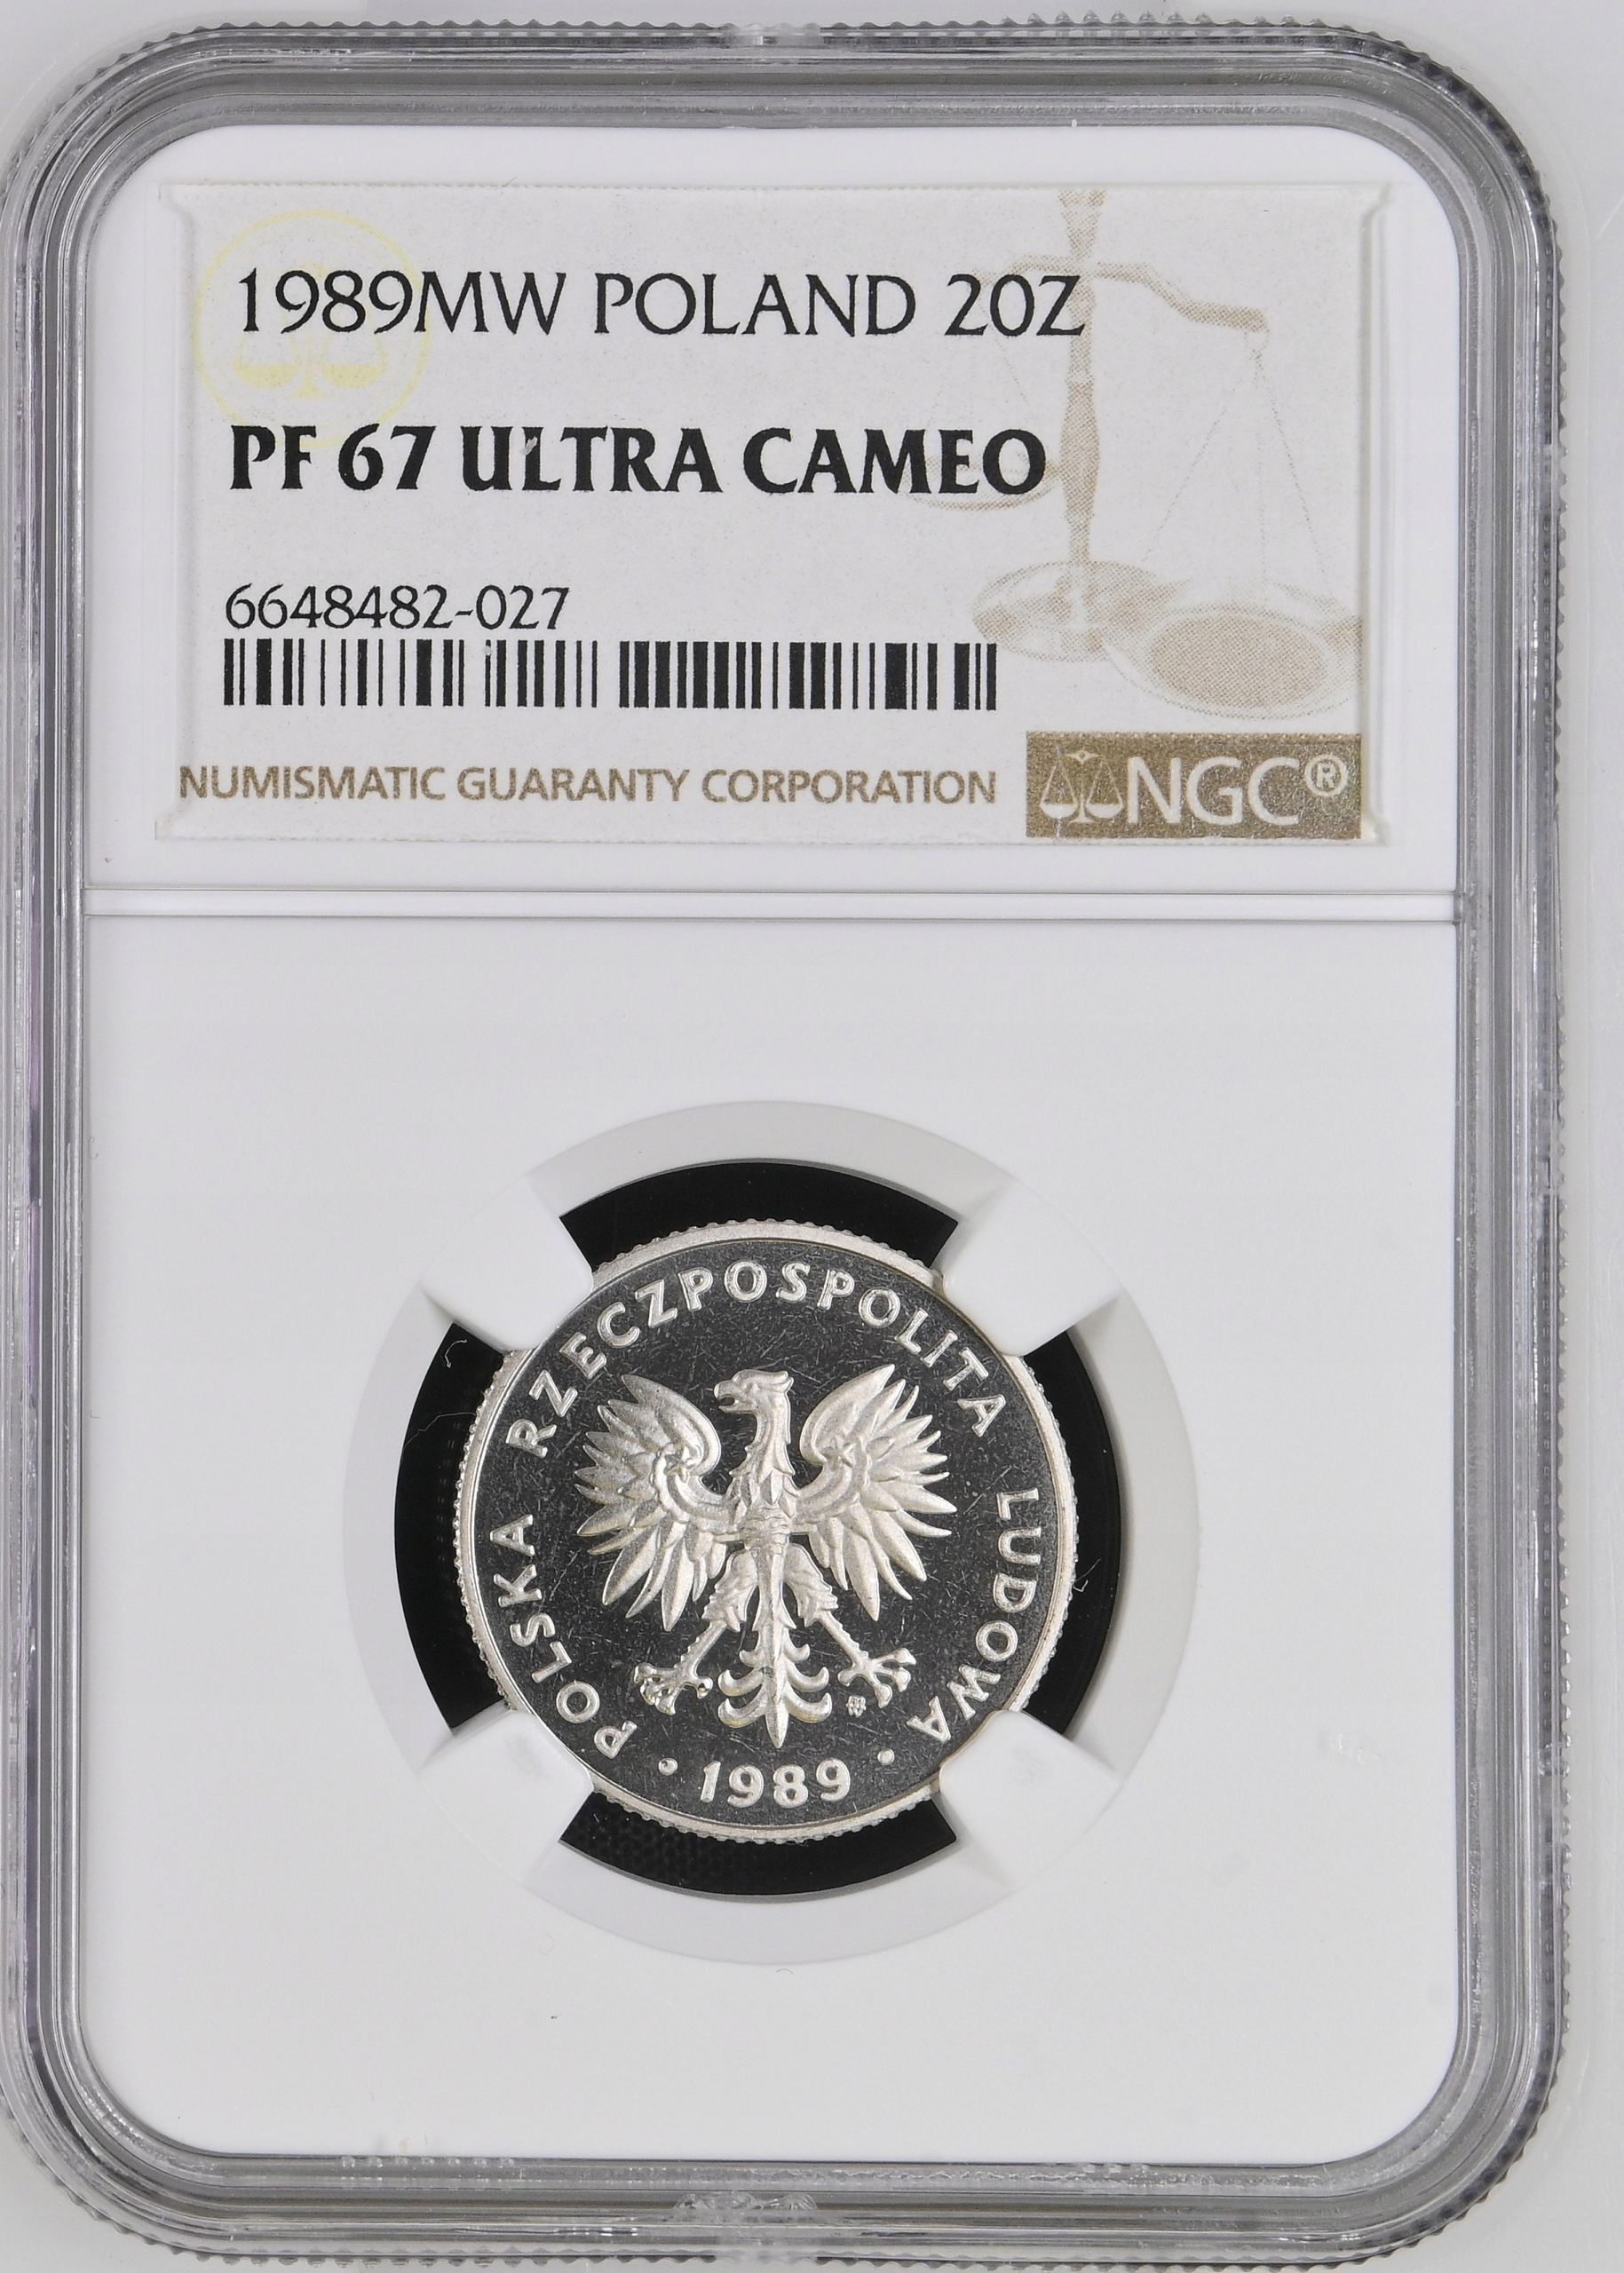 1989MW POLAND 20Z
PF 67 ULTRA CAMEO
6648482-027
NUMISMATIC GUARANTY CORPORATION
NGC®
POLSKA RZECZPOSPOLITA LUDOWA
· 1989 ·